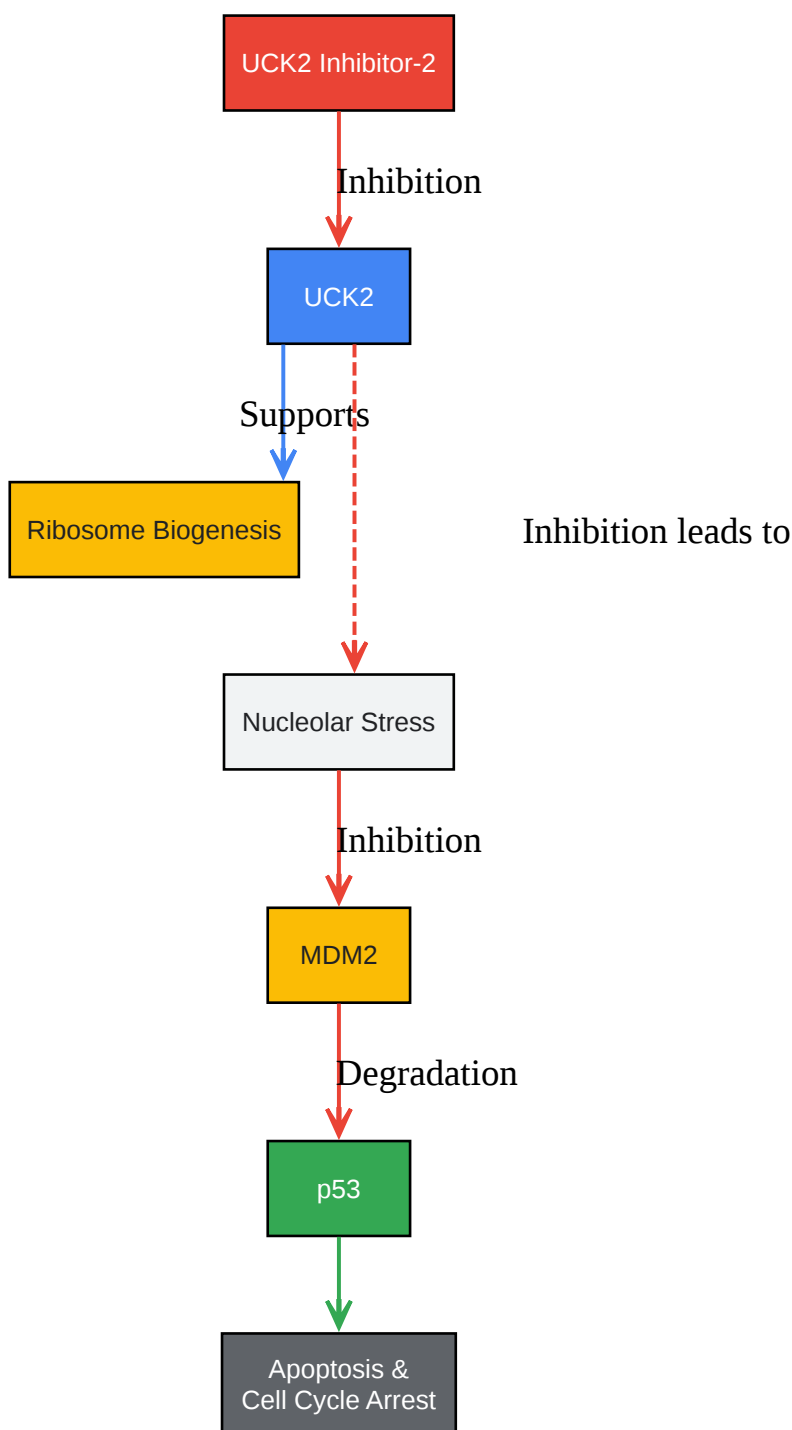 UCK2 Inhibitor-2
Inhibition
UCK2
Supports
Ribosome Biogenesis
Inhibition leads to
Nucleolar Stress
Inhibition
MDM2
Degradation
p53
Apoptosis &
Cell Cycle Arrest